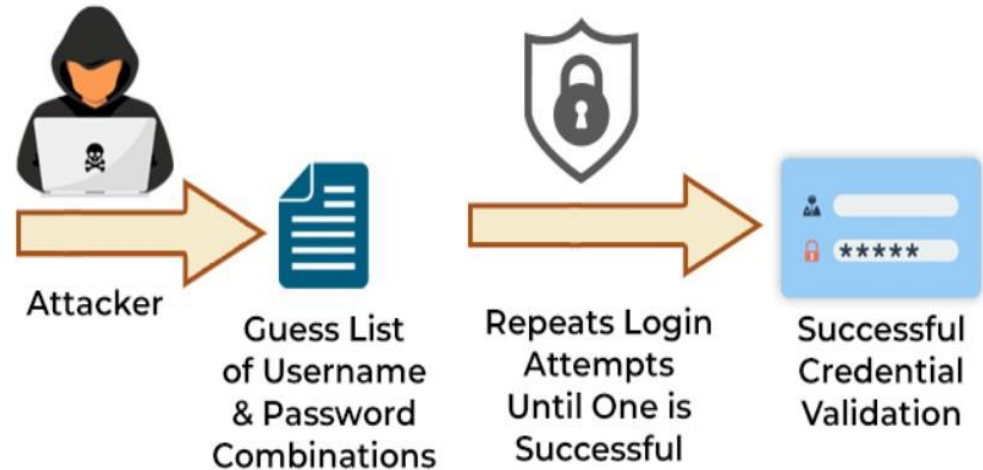 Attacker
Guess List
of Username
& Password
Combinations
Repeats Login
Attempts
Until One is
Successful
*****
Successful
Credential
Validation